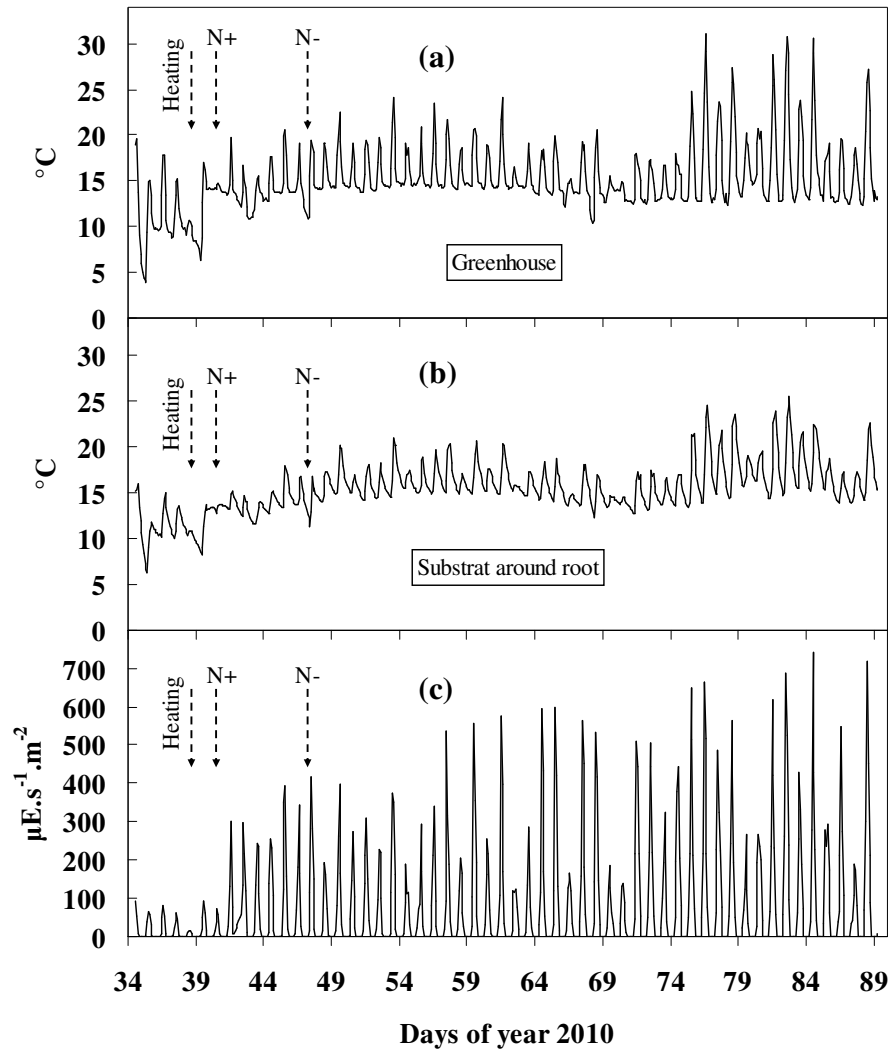 30
25
20
15
10
5
0
°C
Heating
N+
N-
(a)
Greenhouse
30
25
20
15
10
5
0
°C
Heating
N+
N-
(b)
Substrat around root
700
600
500
400
300
200
100
0
µE.s⁻¹.m⁻²
Heating
N+
N-
(c)
34 39 44 49 54 59 64 69 74 79 84 89
Days of year 2010